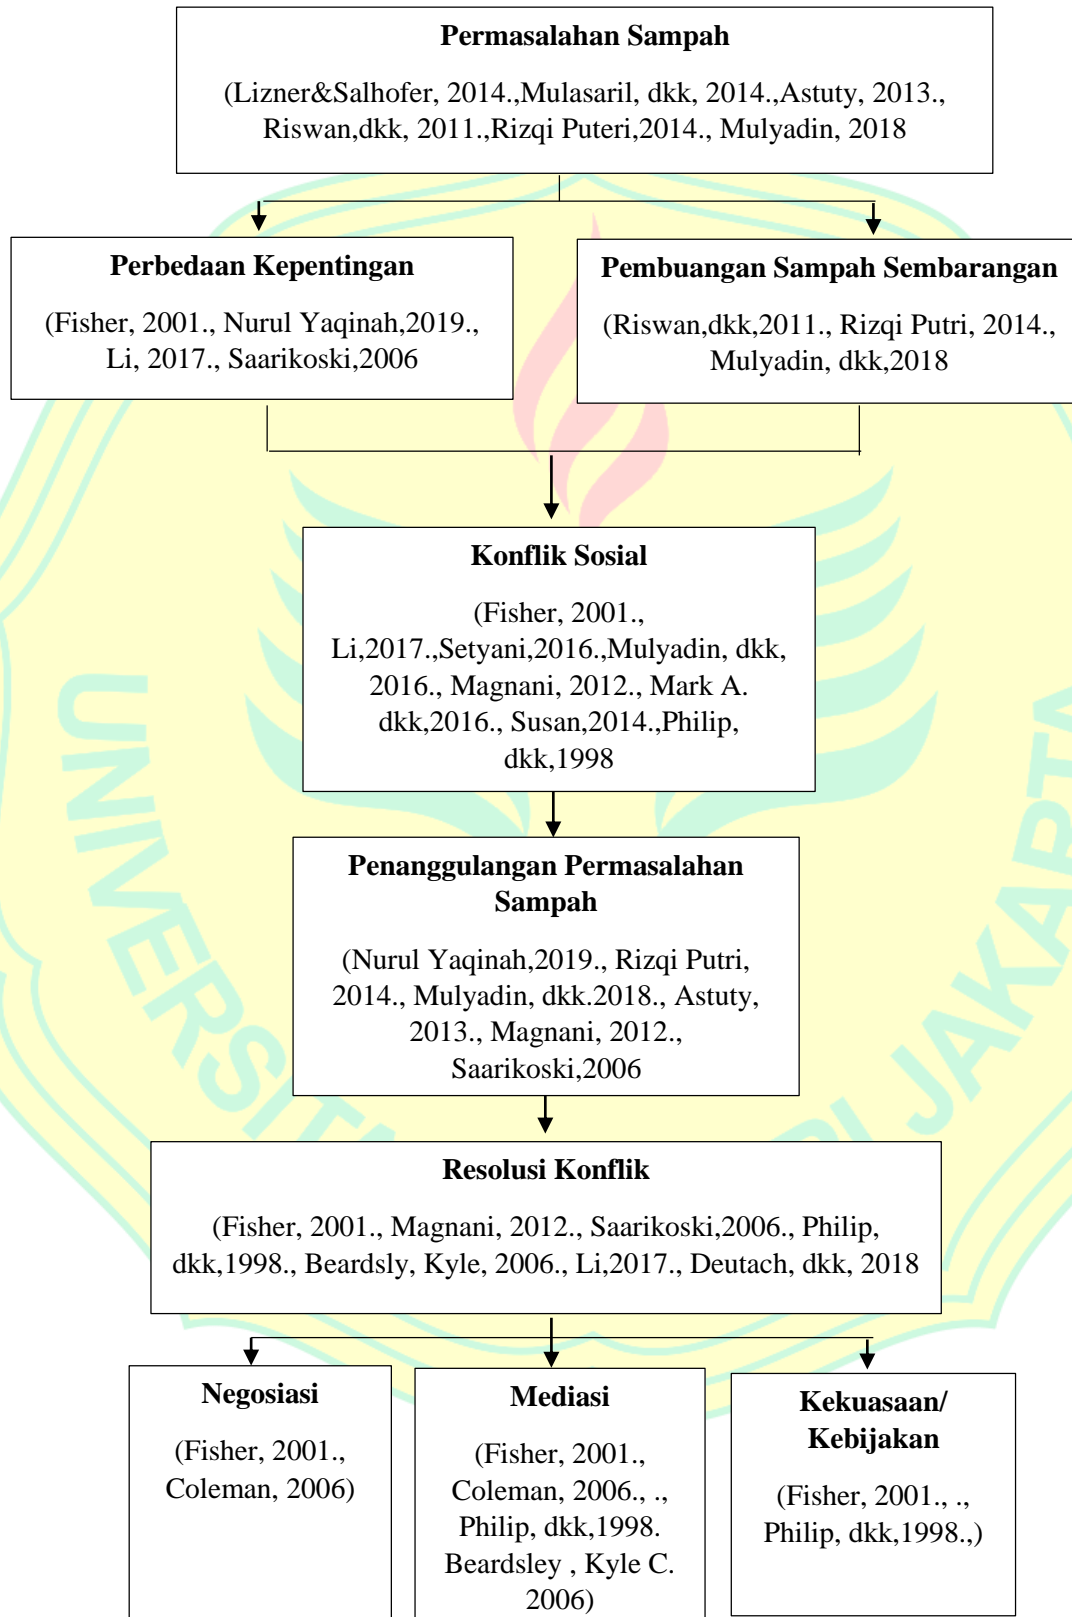 Permasalahan Sampah
(Lizner&Salhofer, 2014.,Mulasaril, dkk, 2014.,Astuty, 2013.,
Riswan,dkk, 2011.,Rizqi Puteri,2014., Mulyadin, 2018
Perbedaan Kepentingan
(Fisher, 2001., Nurul Yaqinah,2019.,
Li, 2017., Saarikoski,2006
Pembuangan Sampah Sembarangan
(Riswan,dkk,2011., Rizqi Putri, 2014.,
Mulyadin, dkk,2018
Konflik Sosial
(Fisher, 2001.,
Li,2017.,Setyani,2016.,Mulyadin, dkk,
2016., Magnani, 2012., Mark A.
dkk,2016., Susan,2014.,Philip,
dkk,1998
Penanggulangan Permasalahan
Sampah
(Nurul Yaqinah,2019., Rizqi Putri,
2014., Mulyadin, dkk.2018., Astuty,
2013., Magnani, 2012.,
Saarikoski,2006
Resolusi Konflik
(Fisher, 2001., Magnani, 2012., Saarikoski,2006., Philip,
dkk,1998., Beardsly, Kyle, 2006., Li,2017., Deutach, dkk, 2018
Negosiasi
(Fisher, 2001.,
Coleman, 2006)
Mediasi
(Fisher, 2001.,
Coleman, 2006., .,
Philip, dkk,1998.
Beardsley , Kyle C.
2006)
Kekuasaan/
Kebijakan
(Fisher, 2001., .,
Philip, dkk,1998.,)
JAKARTA